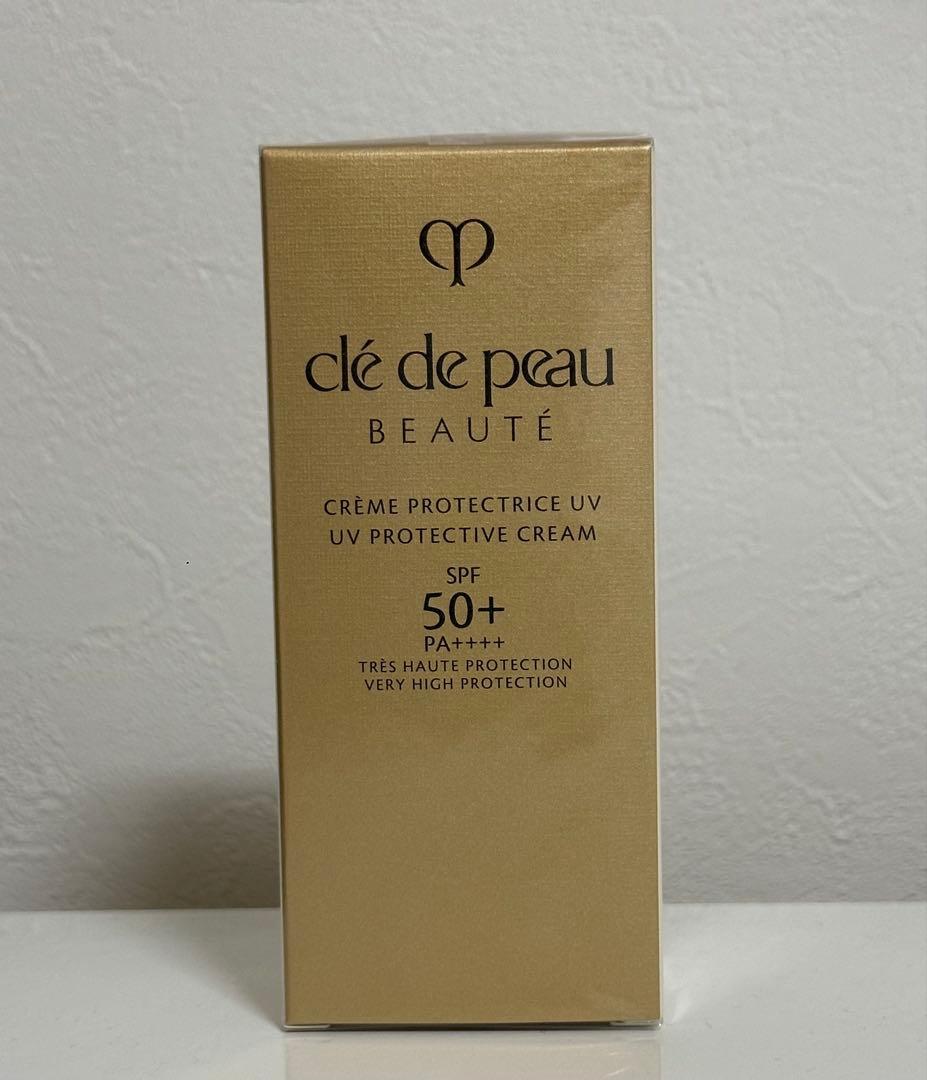 clé de peau
BEAUTÉ
CRÈME PROTECTRICE UV
UV PROTECTIVE CREAM
SPF
50+
PA++++
TRÈS HAUTE PROTECTION
VERY HIGH PROTECTION